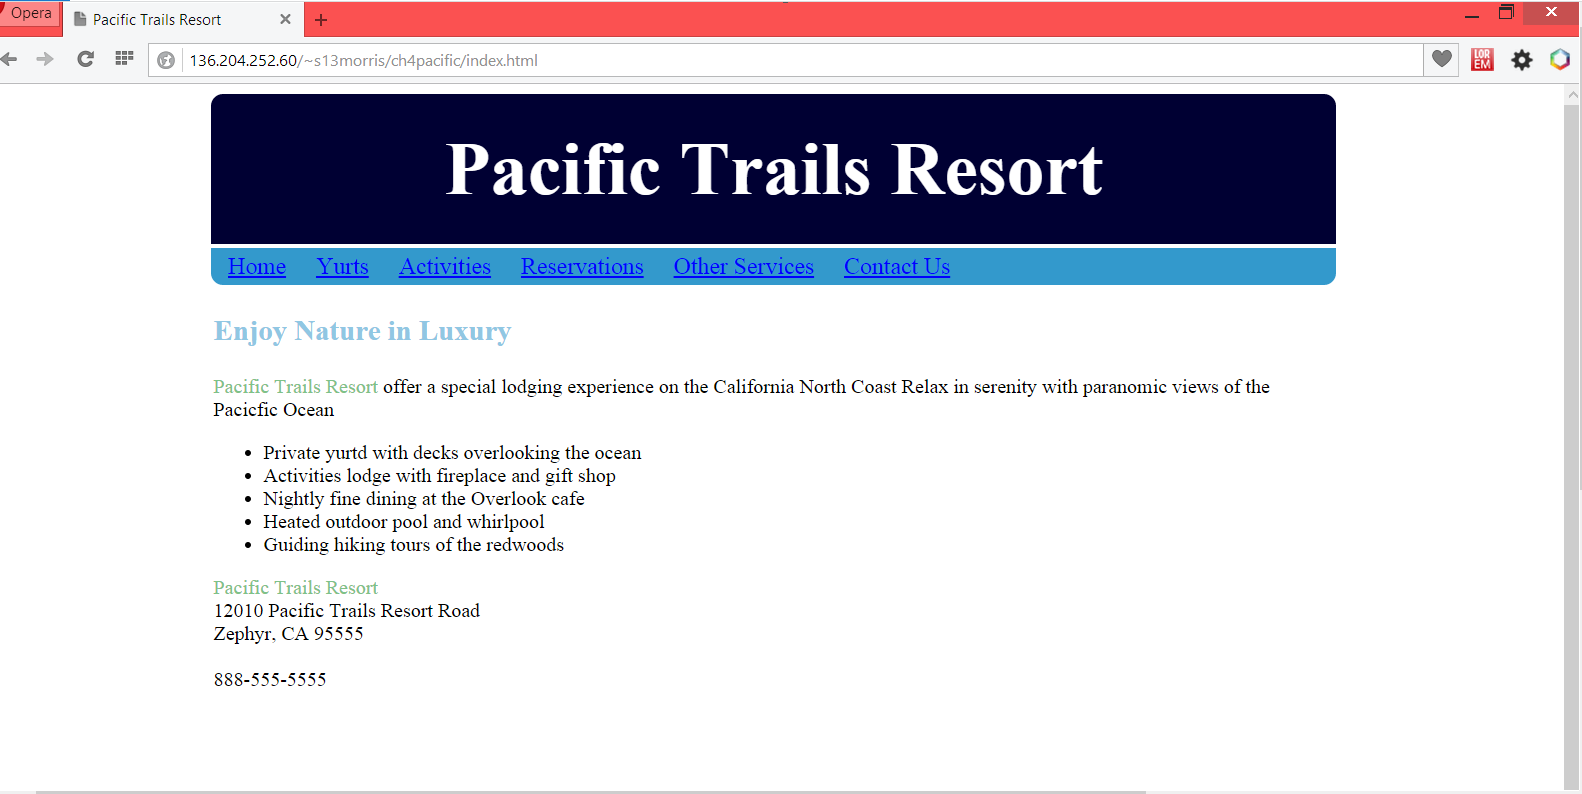 Opera
Pacific Trails Resort
136.204.252.60/~s13morris/ch4pacific/index.html
LOR
EM
Pacific Trails Resort
Home Yurts Activities Reservations Other Services Contact Us
Enjoy Nature in Luxury
Pacific Trails Resort offer a special lodging experience on the California North Coast Relax in serenity with paranomic views of the
Pacicfic Ocean
• Private yurtd with decks overlooking the ocean
• Activities lodge with fireplace and gift shop
• Nightly fine dining at the Overlook cafe
• Heated outdoor pool and whirlpool
• Guiding hiking tours of the redwoods
Pacific Trails Resort
12010 Pacific Trails Resort Road
Zephyr, CA 95555
888-555-5555